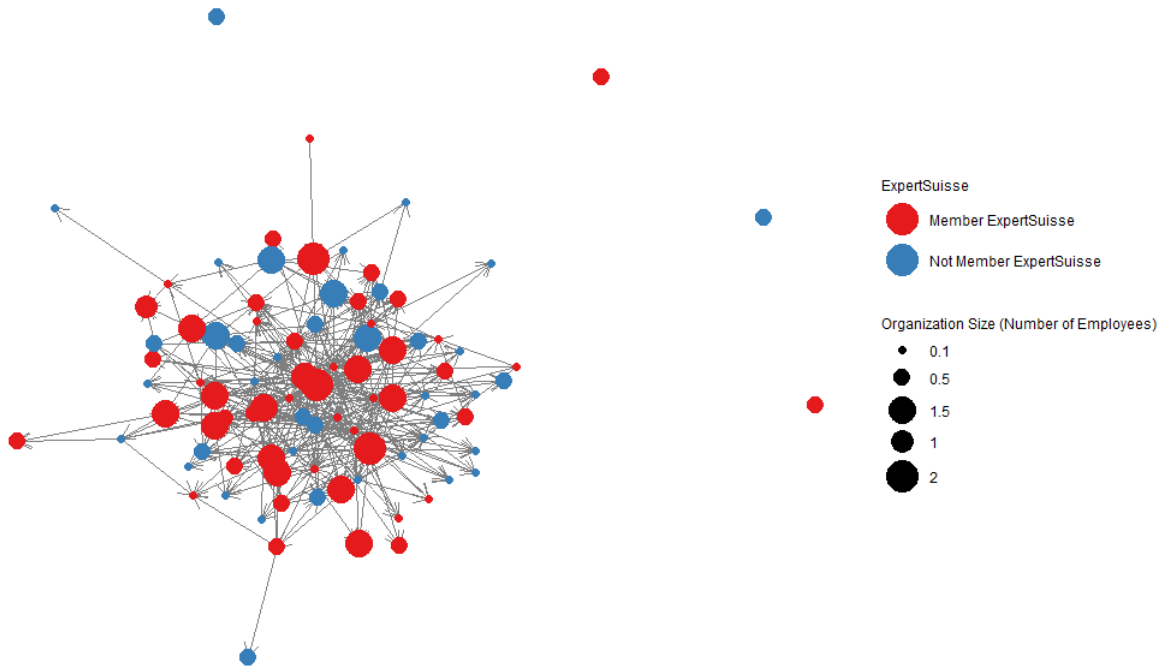 ExpertSuisse
Member ExpertSuisse
Not Member ExpertSuisse
Organization Size (Number of Employees)
0.1
0.5
1.5
1
2